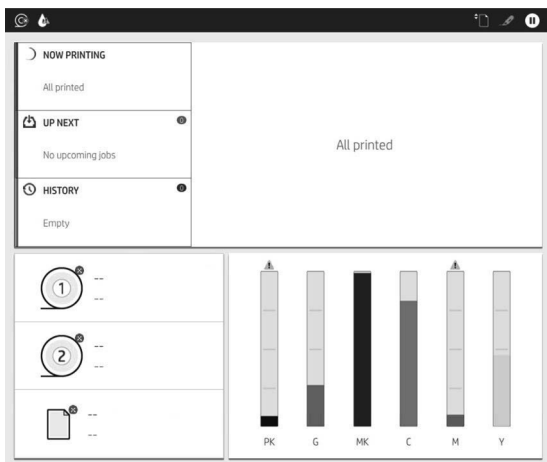 NOW PRINTING
All printed
UP NEXT
0
No upcoming jobs
HISTORY
0
Empty
All printed
1
--
--
2
--
--
--
--
PK G MK C M Y